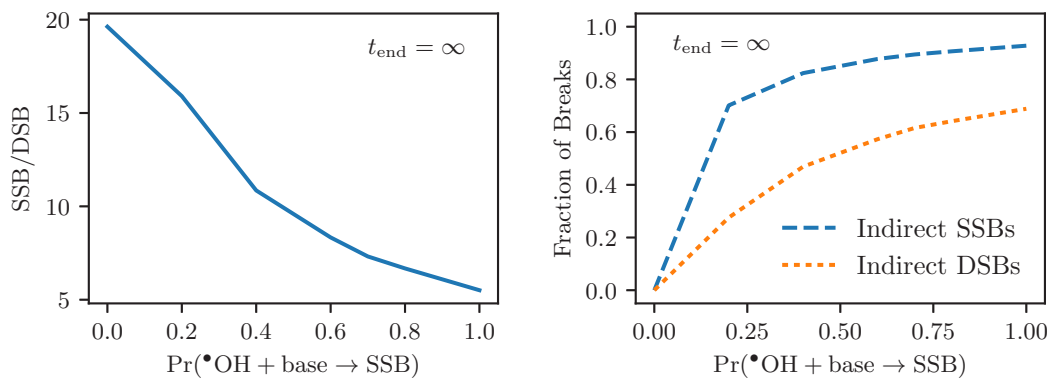 SSB/DSB
20
15
10
5
t_end = ∞
0.0 0.2 0.4 0.6 0.8 1.0
Pr(•OH + base → SSB)
Fraction of Breaks
1.0
0.8
0.6
0.4
0.2
0.0
t_end = ∞
Indirect SSBs
Indirect DSBs
0.00 0.25 0.50 0.75 1.00
Pr(•OH + base → SSB)